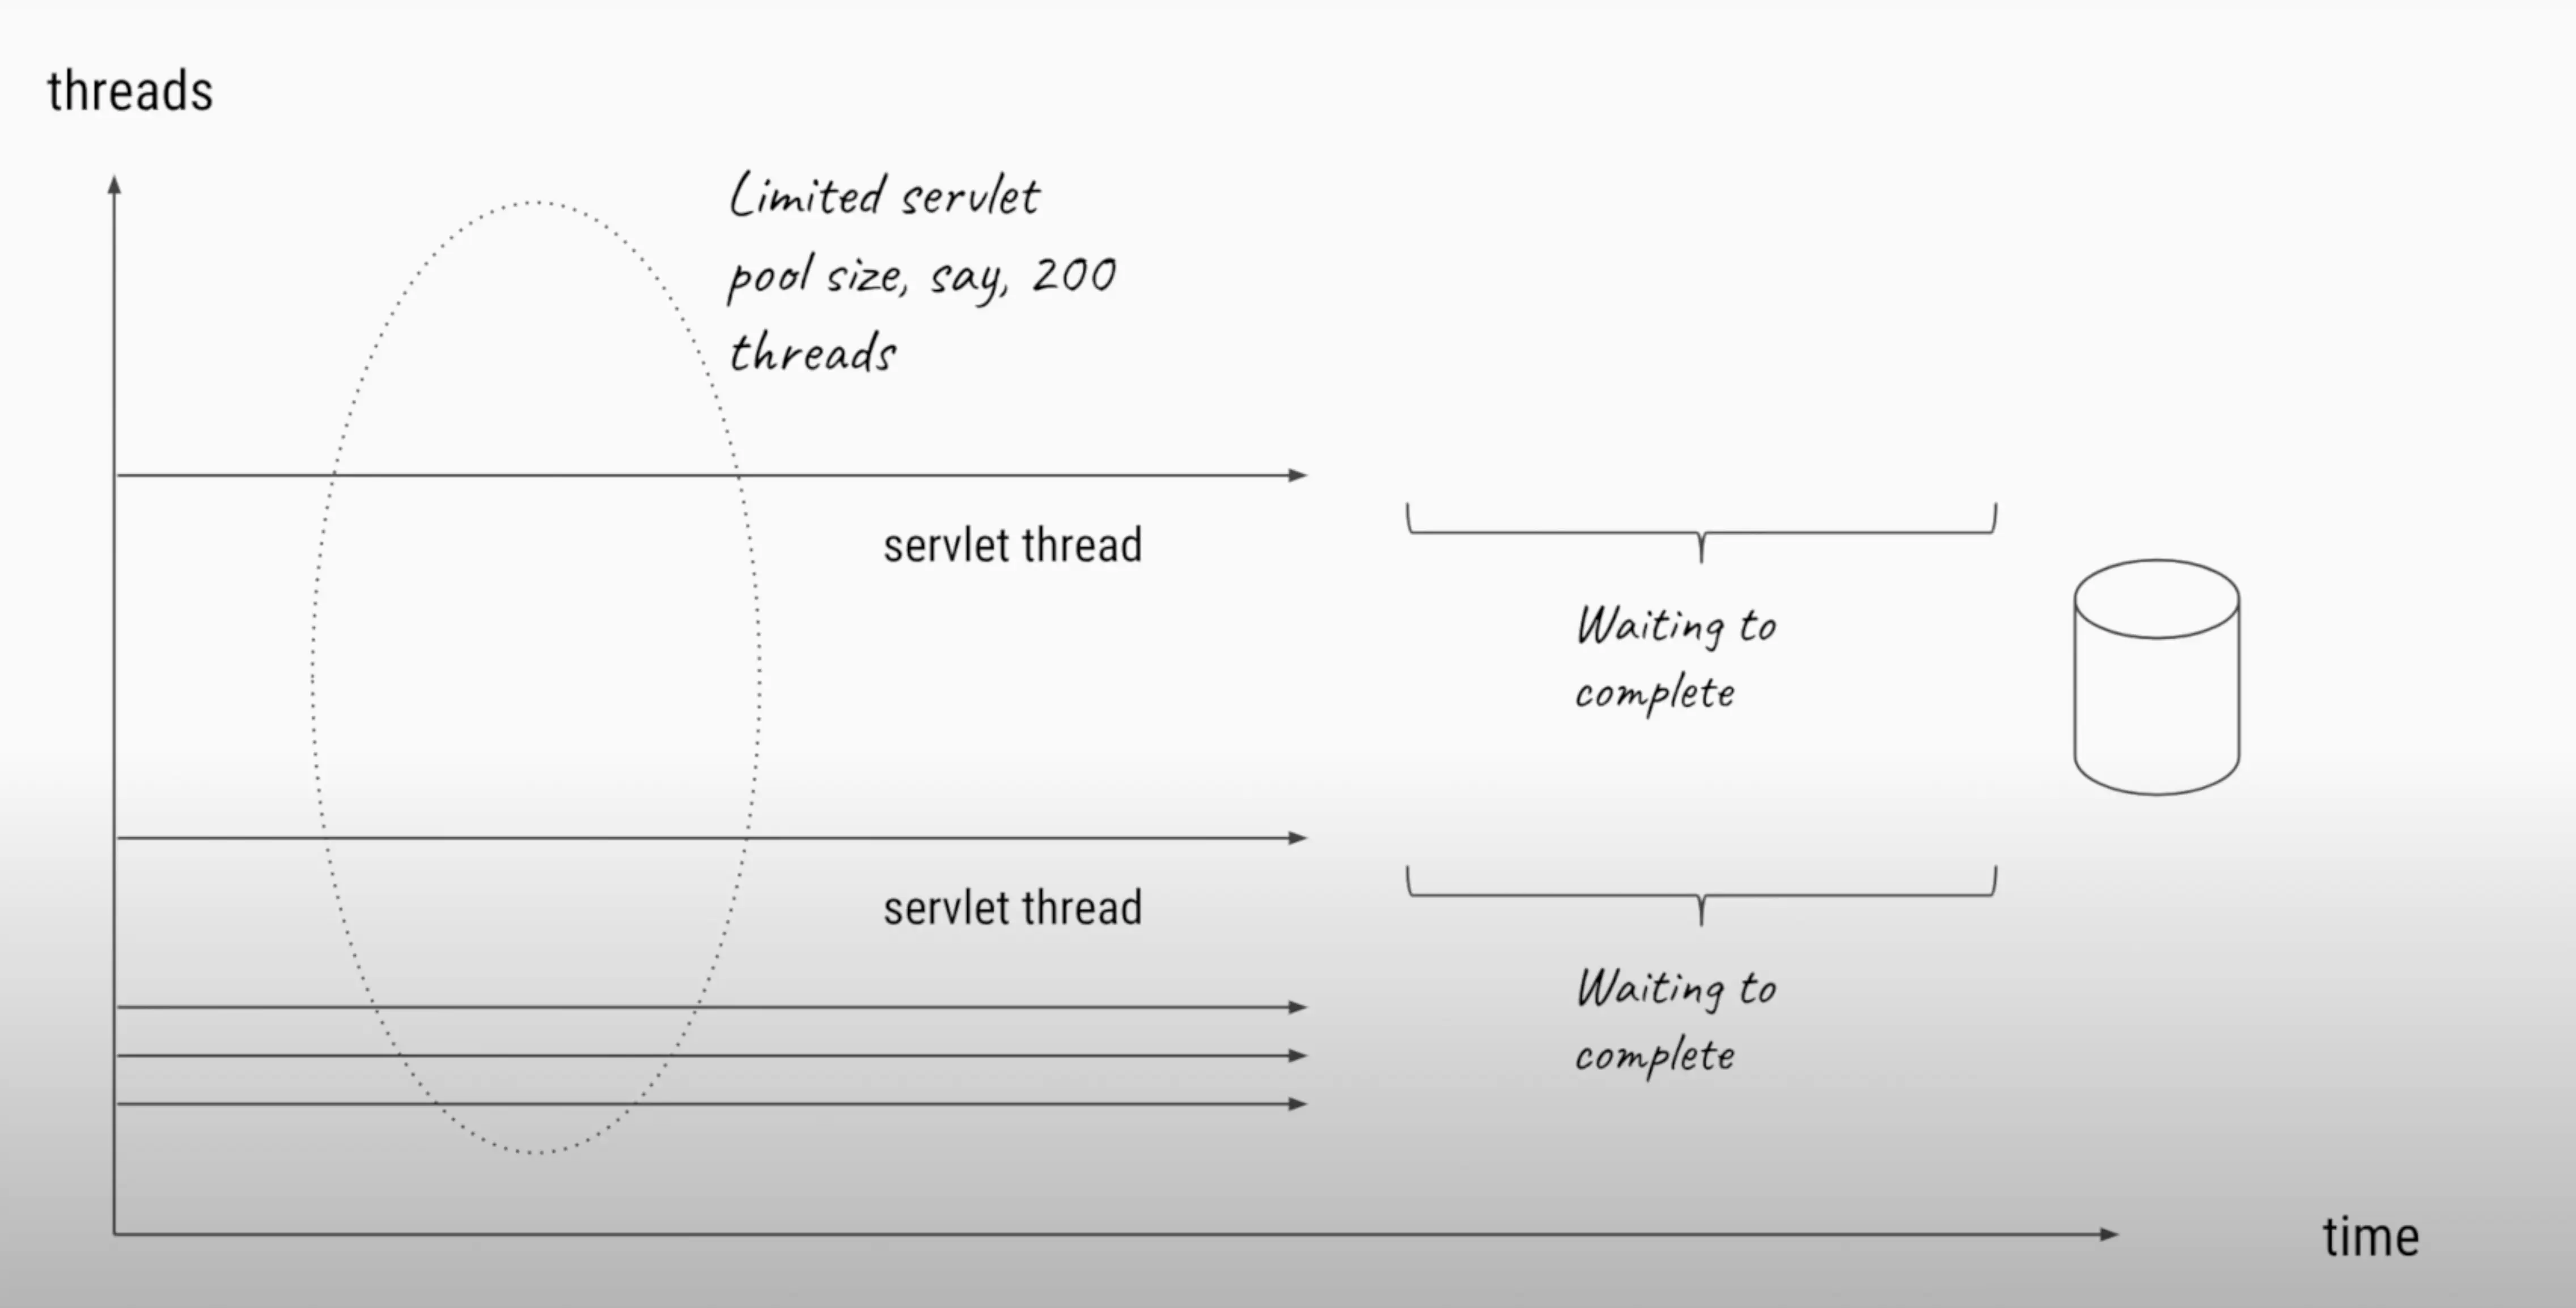 threads
Limited servlet
pool size, say, 200
threads
servlet thread
Waiting to
complete
servlet thread
Waiting to
complete
time